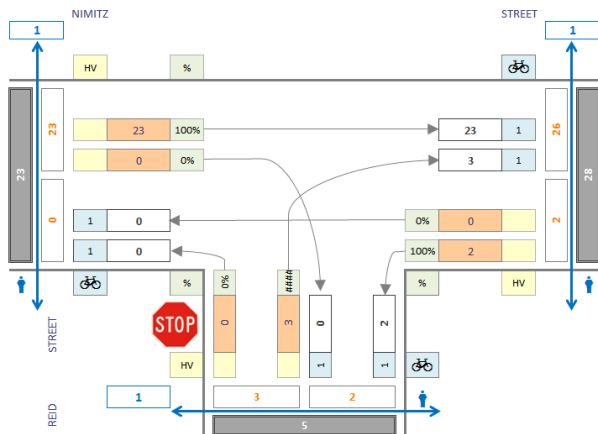 NIMITZ STREET
1 1
HV %
23 23 100% 23 1 26
0 0% 3 1
23 28
0 1 0 0% 0 2
1 0 100% 2
% 0% #### % HV
STREET STOP 0 3 0 2
HV 1 1
REID 1 3 2
5